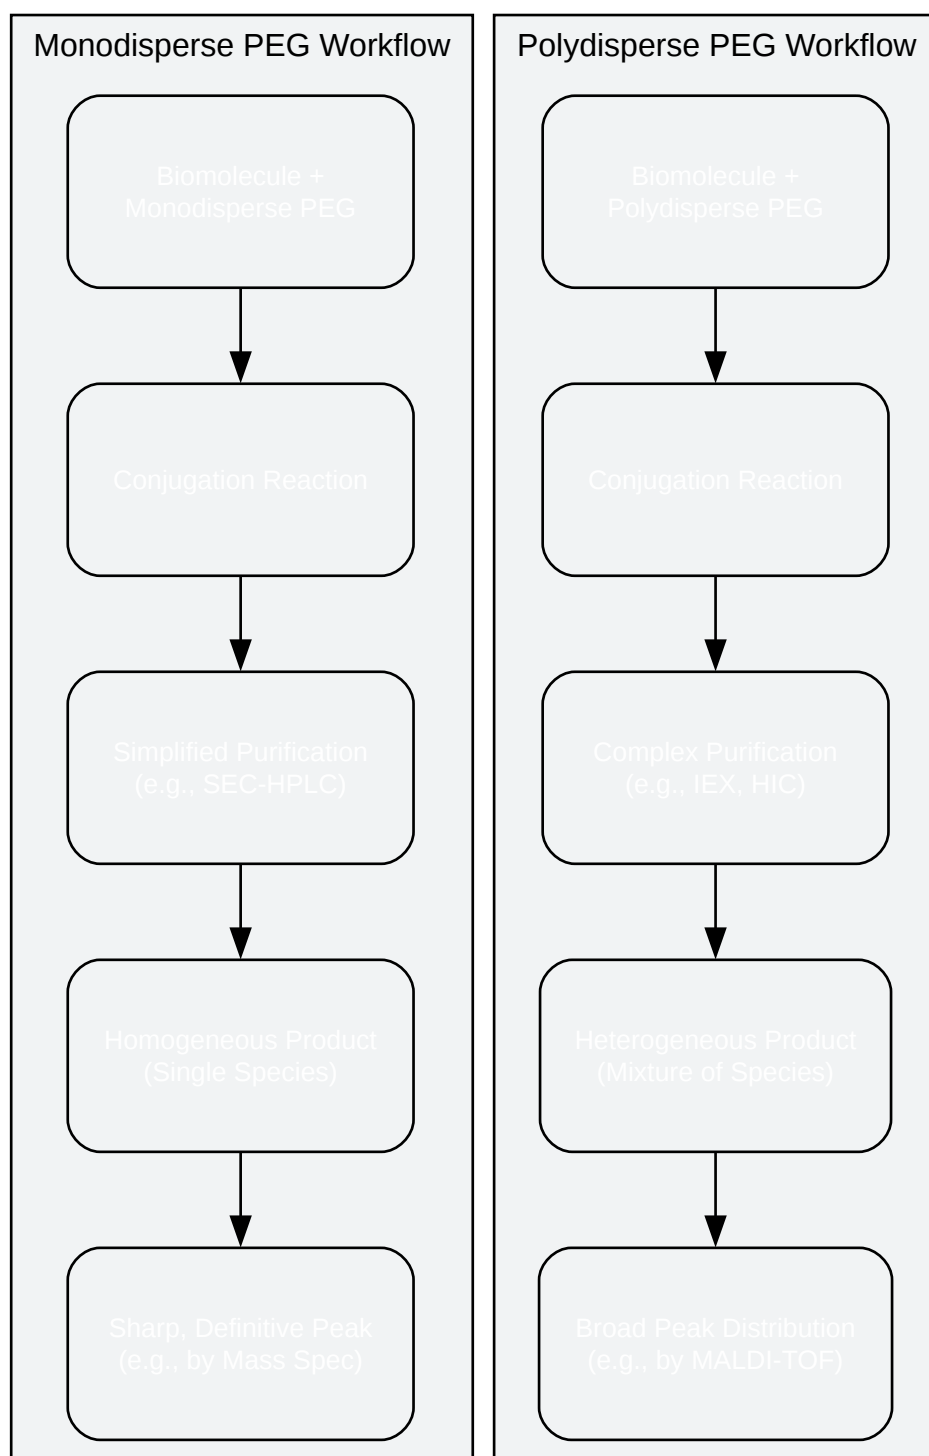 Monodisperse PEG Workflow
Biomolecule +
Monodisperse PEG
Conjugation Reaction
Simplified Purification
(e.g., SEC-HPLC)
Homogeneous Product
(Single Species)
Sharp, Definitive Peak
(e.g., by Mass Spec)
Polydisperse PEG Workflow
Biomolecule +
Polydisperse PEG
Conjugation Reaction
Complex Purification
(e.g., IEX, HIC)
Heterogeneous Product
(Mixture of Species)
Broad Peak Distribution
(e.g., by MALDI-TOF)